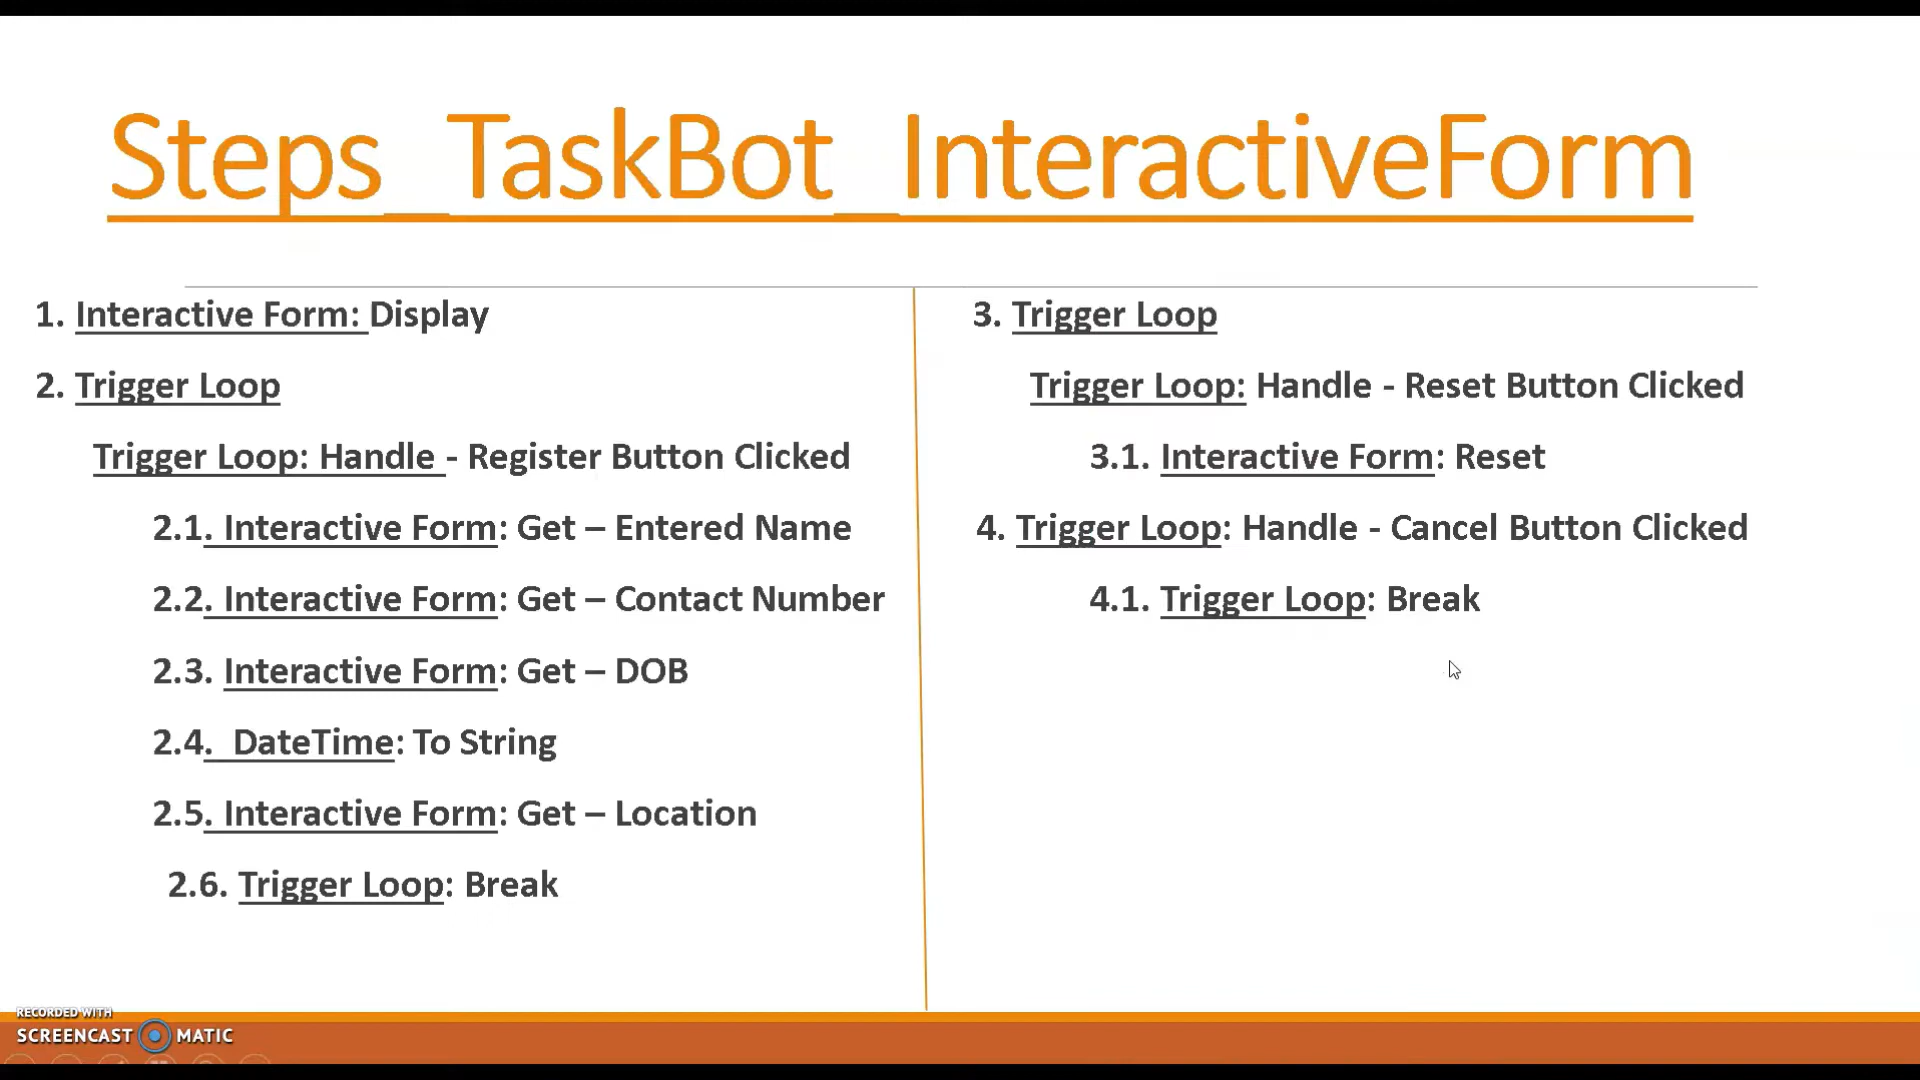 Steps_TaskBot_InteractiveForm
1. Interactive Form: Display
2. Trigger Loop
Trigger Loop: Handle - Register Button Clicked
2.1. Interactive Form: Get – Entered Name
2.2. Interactive Form: Get – Contact Number
2.3. Interactive Form: Get – DOB
2.4. DateTime: To String
2.5. Interactive Form: Get – Location
2.6. Trigger Loop: Break
3. Trigger Loop
Trigger Loop: Handle - Reset Button Clicked
3.1. Interactive Form: Reset
4. Trigger Loop: Handle - Cancel Button Clicked
4.1. Trigger Loop: Break
RECORDED WITH
SCREENCAST MATIC